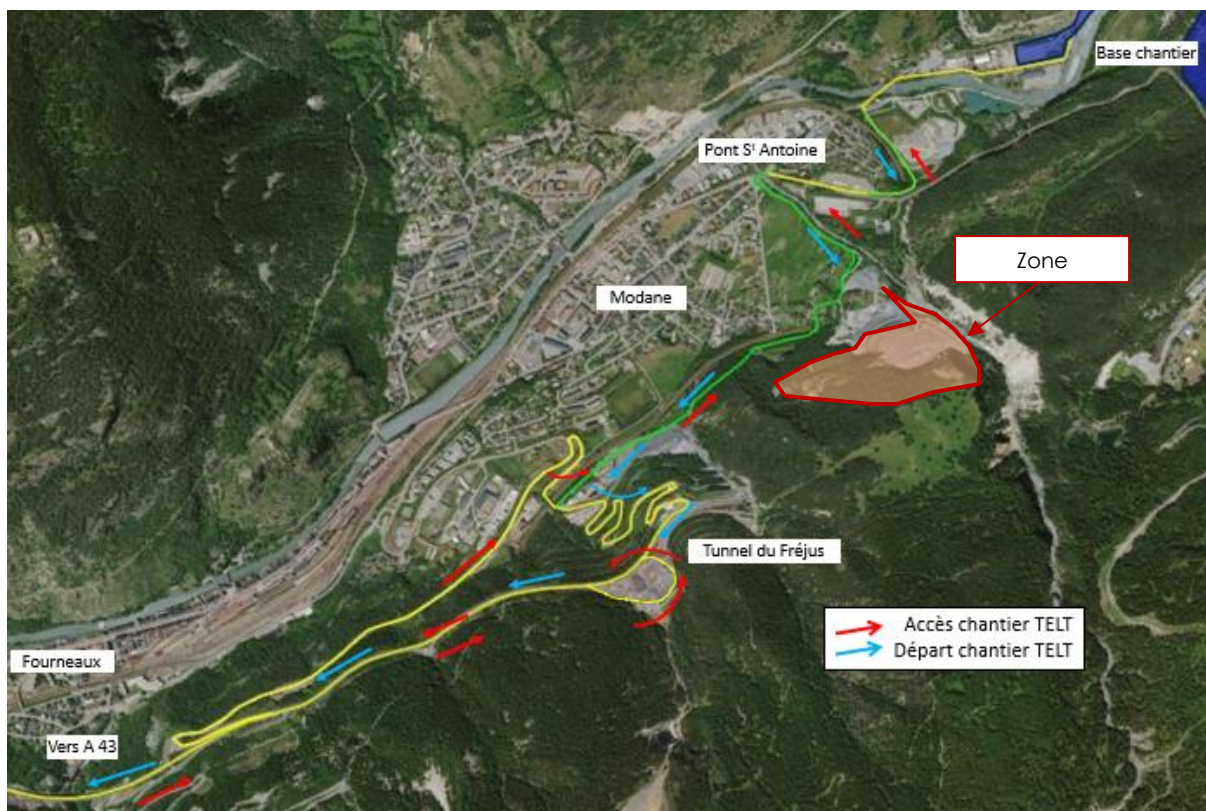 Base chantier
Pont Sᵗ Antoine
Zone
Modane
Tunnel du Fréjus
Accès chantier TELT
Départ chantier TELT
Fourneaux
Vers A 43